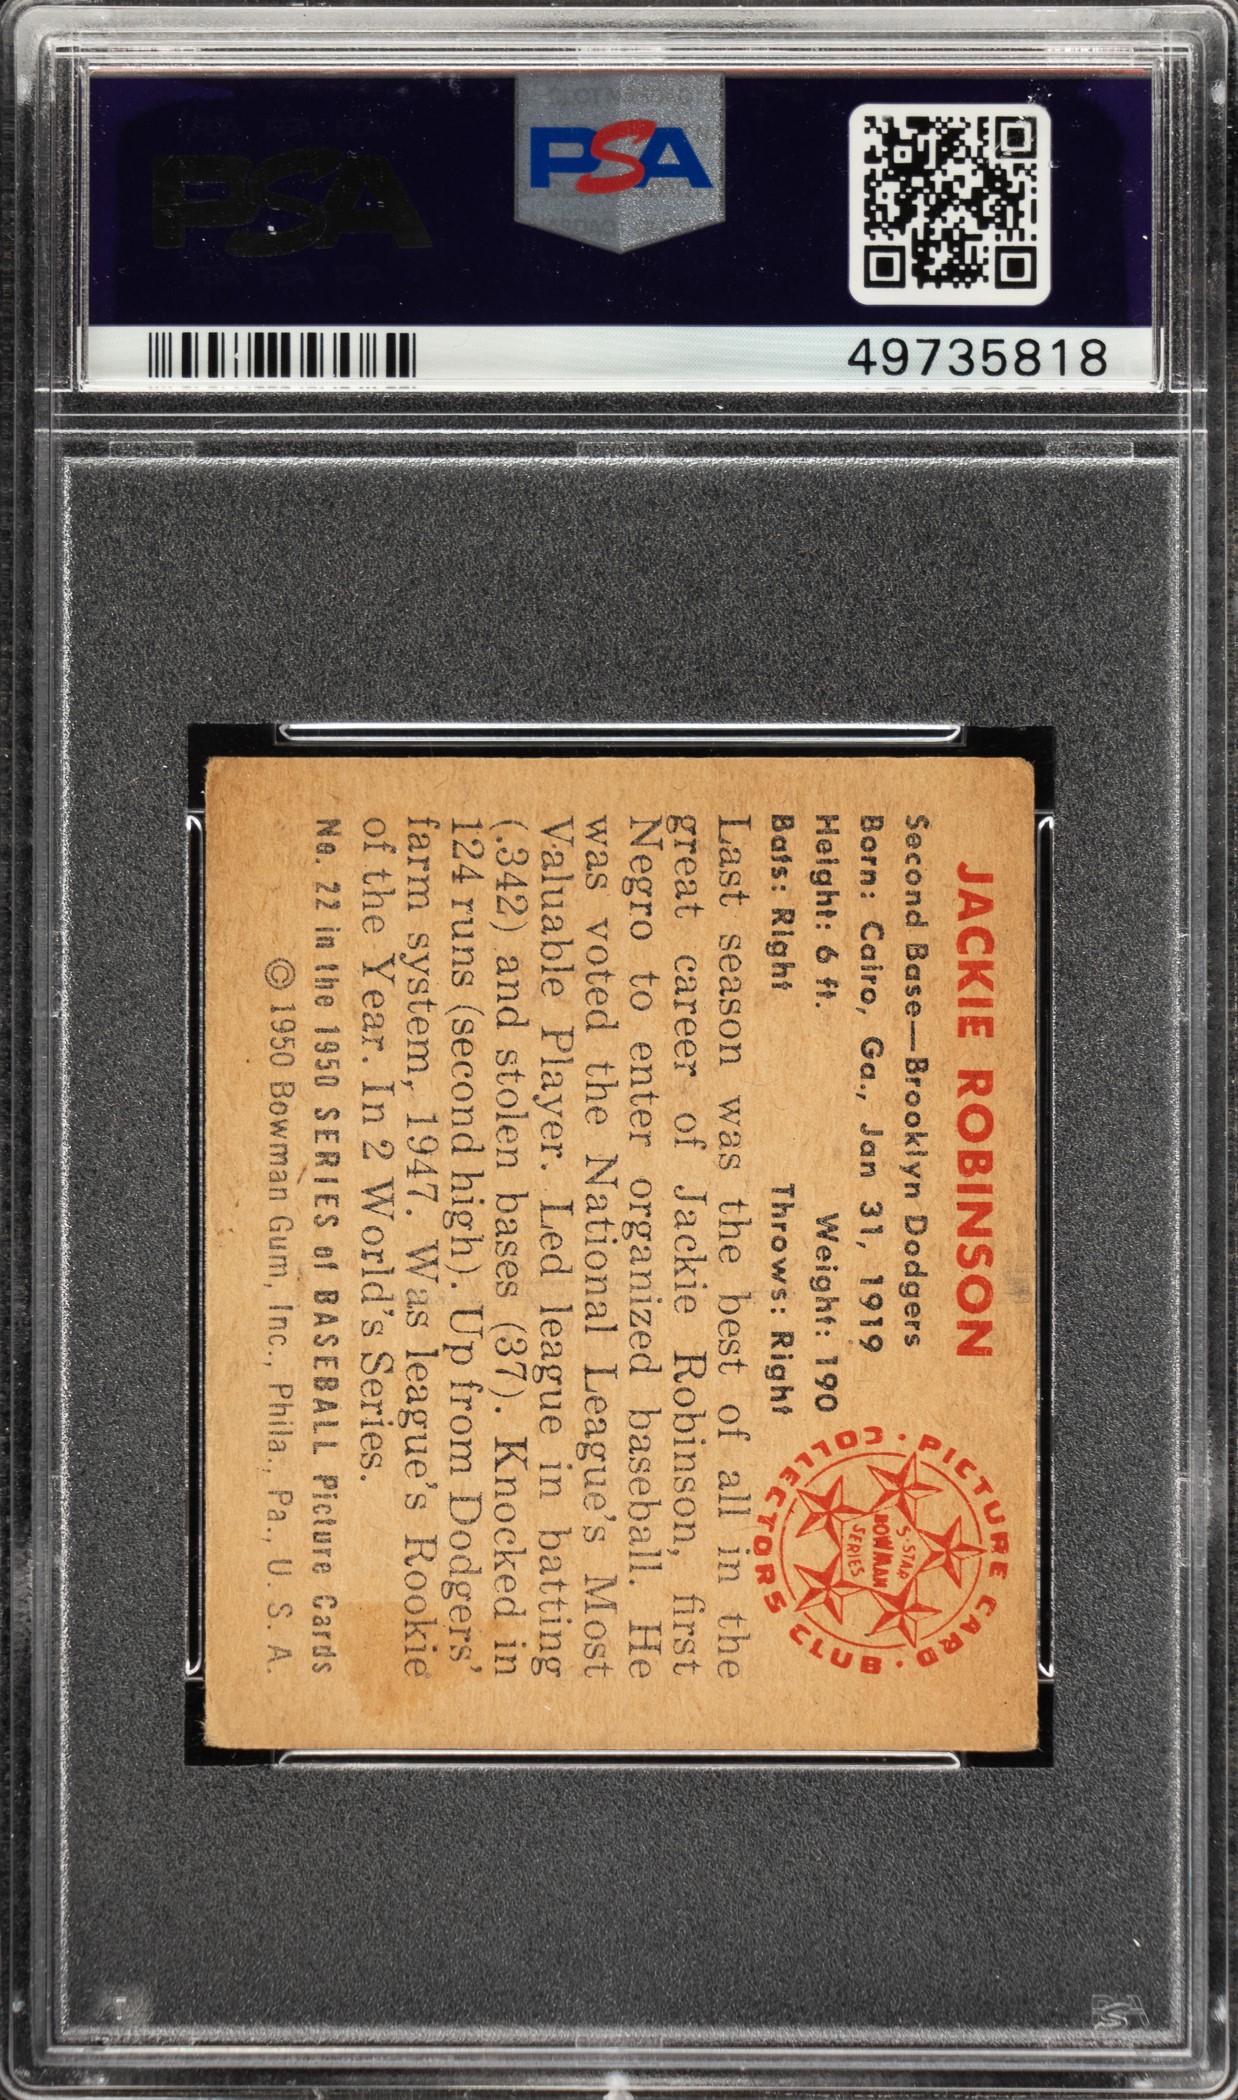 PSA
PSA
49735818
JACKIE ROBINSON
Second Base—Brooklyn Dodgers
Born: Cairo, Ga., Jan 31, 1919
Height: 6 ft. Weight: 190
Bats: Right Throws: Right
PICTURE CARD · COLLECTORS CLUB ·
5-STAR
BOWMAN
SERIES
Last season was the best of all in the
great career of Jackie Robinson, first
Negro to enter organized baseball. He
was voted the National League's Most
Valuable Player. Led league in batting
(.342) and stolen bases (37). Knocked in
124 runs (second high). Up from Dodgers'
farm system, 1947. Was league's Rookie
of the Year. In 2 World's Series.
No. 22 in the 1950 SERIES of BASEBALL Picture Cards
© 1950 Bowman Gum, Inc., Phila., Pa., U. S. A.
PSA